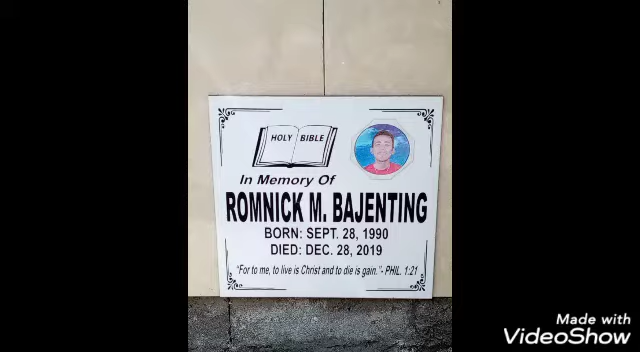 HOLY BIBLE
In Memory Of
ROMNICK M. BAJENTING
BORN: SEPT. 28, 1990
DIED: DEC. 28, 2019
"For to me, to live is Christ and to die is gain."- PHIL. 1:21
Made with
VideoShow